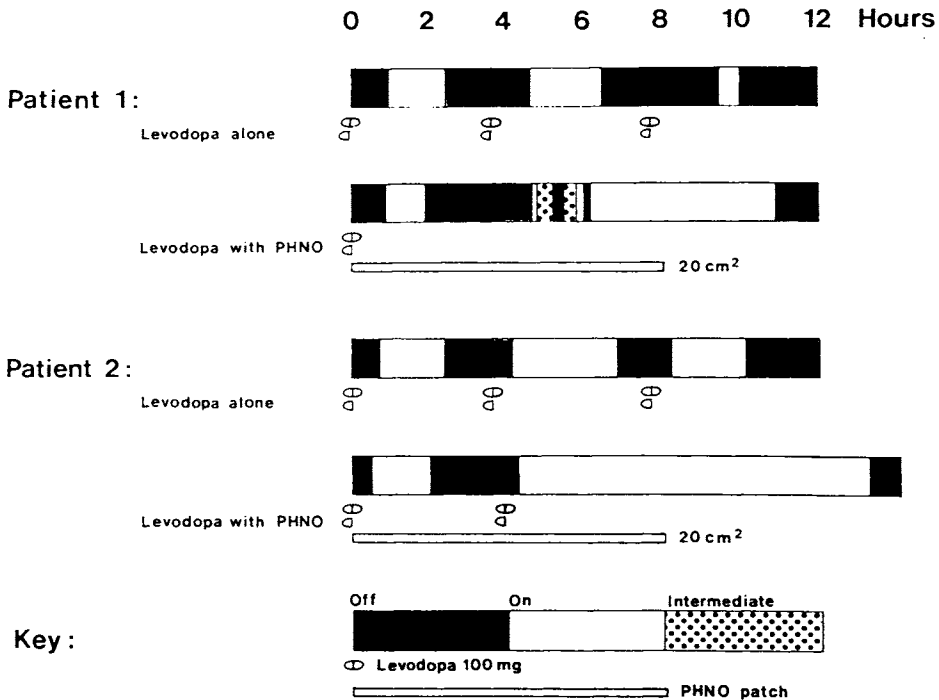 0 2 4 6 8 10 12 Hours
Patient 1:
Levodopa alone
Levodopa with PHNO
20 cm²
Patient 2:
Levodopa alone
Levodopa with PHNO
20 cm²
Off On Intermediate
Key:
Levodopa 100 mg
PHNO patch